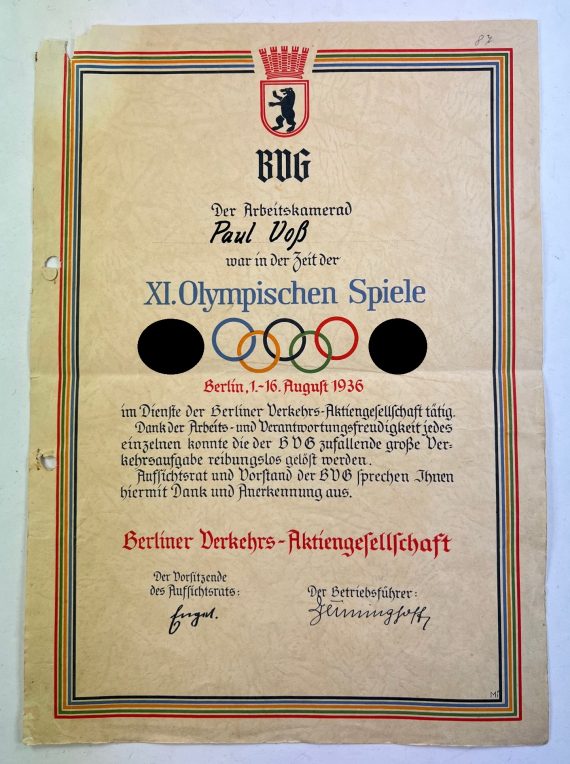 87
BVG
Der Arbeitskamerad
Paul Voß
war in der Zeit der
XI. Olympischen Spiele
Berlin, 1.-16. August 1936
im Dienste der Berliner Verkehrs-Aktiengesellschaft tätig.
Dank der Arbeits- und Verantwortungsfreudigkeit jedes
einzelnen konnte die der BVG zufallende große Ver-
kehrsaufgabe reibungslos gelöst werden.
Aufsichtsrat und Vorstand der BVG sprechen Ihnen
hiermit Dank und Anerkennung aus.
Berliner Verkehrs-Aktiengesellschaft
Der Vorsitzende
des Aufsichtsrats:
Der Betriebsführer:
Engel.
MI